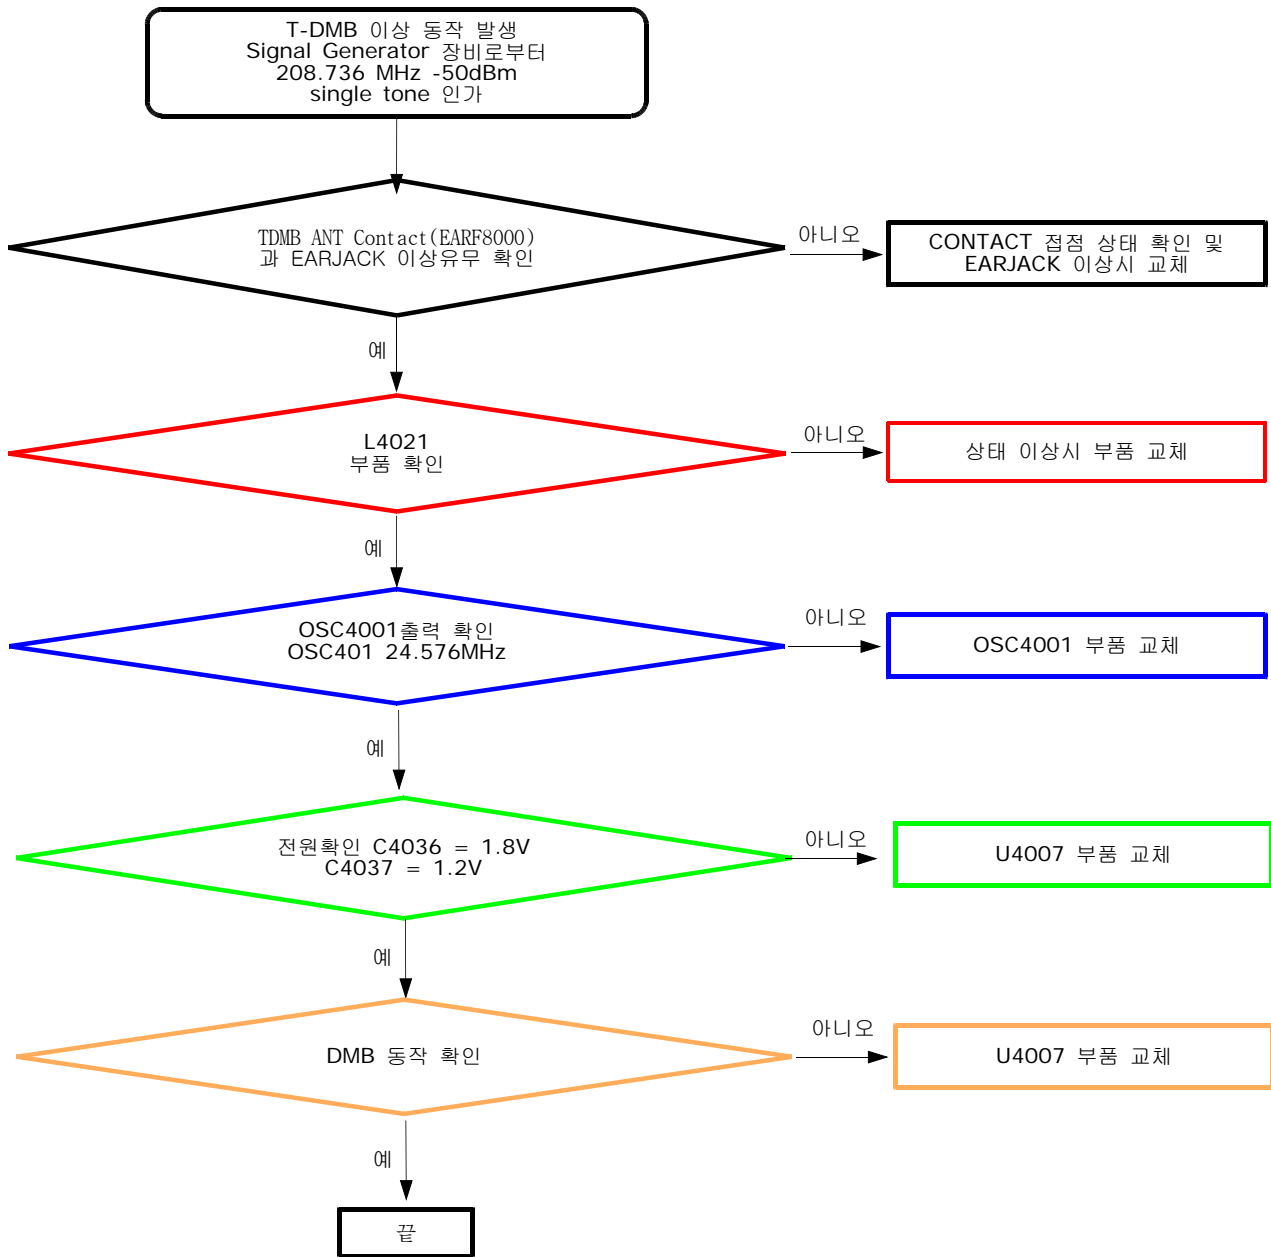 T-DMB 이상 동작 발생
Signal Generator 장비로부터
208.736 MHz -50dBm
single tone 인가
TDMB ANT Contact(EARF8000)
과 EARJACK 이상유무 확인
아니오
CONTACT 접점 상태 확인 및
EARJACK 이상시 교체
예
L4021
부품 확인
아니오
상태 이상시 부품 교체
예
OSC4001출력 확인
OSC401 24.576MHz
아니오
OSC4001 부품 교체
예
전원확인 C4036 = 1.8V
C4037 = 1.2V
아니오
U4007 부품 교체
예
DMB 동작 확인
아니오
U4007 부품 교체
예
끝